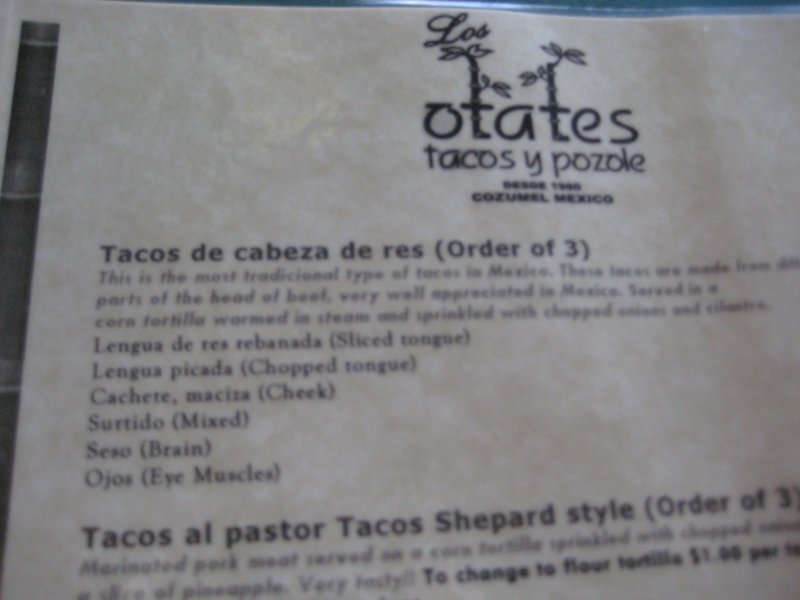 Los
otates
tacos y pozole
DESDE 1990
COZUMEL MEXICO
Tacos de cabeza de res (Order of 3)
This is the most tradicional type of tacos in Mexico. These tacos are made from
parts of the head of beef, very well appreciated in Mexico. Served in a
corn tortilla warmed in steam and sprinkled with chopped onions and cilantro.
Lengua de res rebanada (Sliced tongue)
Lengua picada (Chopped tongue)
Cachete, maciza (Cheek)
Surtido (Mixed)
Seso (Brain)
Ojos (Eye Muscles)
Tacos al pastor Tacos Shepard style (Order of 3)
Marinated pork meat served on a corn tortilla sprinkled with chopped
a slice of pineapple. Very tasty!! To change to flour tortilla $1.00 per